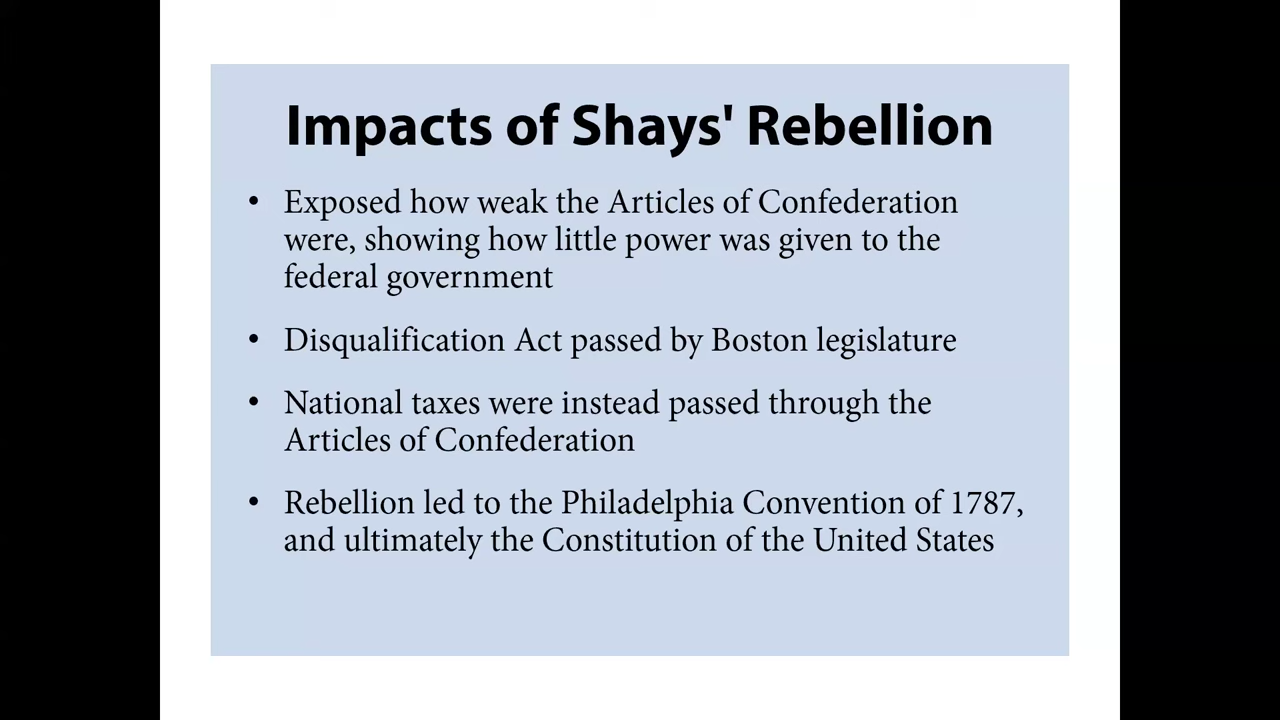 Impacts of Shays' Rebellion
• Exposed how weak the Articles of Confederation
were, showing how little power was given to the
federal government
• Disqualification Act passed by Boston legislature
• National taxes were instead passed through the
Articles of Confederation
• Rebellion led to the Philadelphia Convention of 1787,
and ultimately the Constitution of the United States